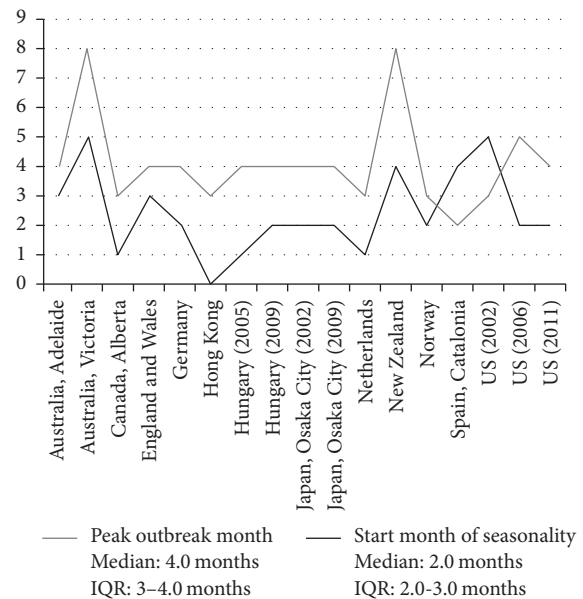 9
8
7
6
5
4
3
2
1
0
Australia, Adelaide
Australia, Victoria
Canada, Alberta
England and Wales
Germany
Hong Kong
Hungary (2005)
Hungary (2009)
Japan, Osaka City (2002)
Japan, Osaka City (2009)
Netherlands
New Zealand
Norway
Spain, Catalonia
US (2002)
US (2006)
US (2011)
Peak outbreak month
Median: 4.0 months
IQR: 3–4.0 months
Start month of seasonality
Median: 2.0 months
IQR: 2.0-3.0 months